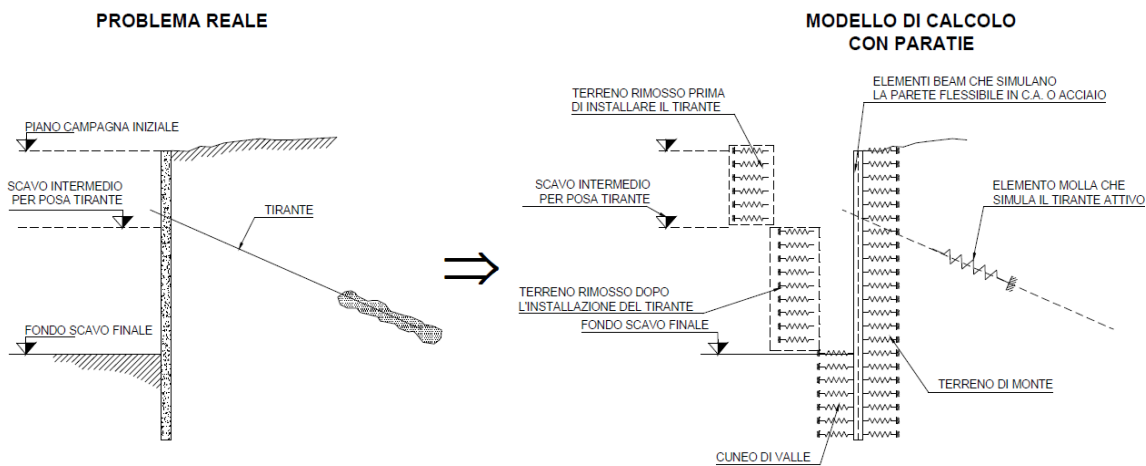 PROBLEMA REALE
PIANO CAMPAGNA INIZIALE
SCAVO INTERMEDIO
PER POSA TIRANTE
TIRANTE
FONDO SCAVO FINALE
MODELLO DI CALCOLO
CON PARATIE
TERRENO RIMOSSO PRIMA
DI INSTALLARE IL TIRANTE
ELEMENTI BEAM CHE SIMULANO
LA PARETE FLESSIBILE IN C.A. O ACCIAIO
SCAVO INTERMEDIO
PER POSA TIRANTE
ELEMENTO MOLLA CHE
SIMULA IL TIRANTE ATTIVO
TERRENO RIMOSSO DOPO
L'INSTALLAZIONE DEL TIRANTE
FONDO SCAVO FINALE
TERRENO DI MONTE
CUNEO DI VALLE